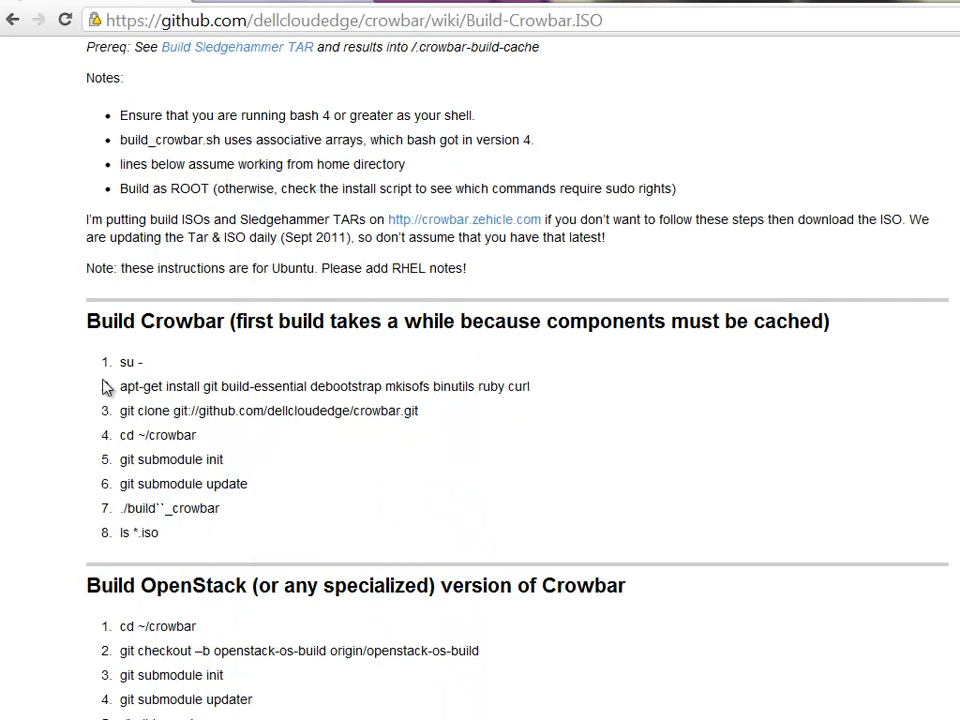 https://github.com/dellcloudedge/crowbar/wiki/Build-Crowbar.ISO
Prereq: See Build Sledgehammer TAR and results into /.crowbar-build-cache
Notes:
• Ensure that you are running bash 4 or greater as your shell.
• build_crowbar.sh uses associative arrays, which bash got in version 4.
• lines below assume working from home directory
• Build as ROOT (otherwise, check the install script to see which commands require sudo rights)
I'm putting build ISOs and Sledgehammer TARs on http://crowbar.zehicle.com if you don't want to follow these steps then download the ISO. We
are updating the Tar & ISO daily (Sept 2011), so don't assume that you have that latest!
Note: these instructions are for Ubuntu. Please add RHEL notes!
Build Crowbar (first build takes a while because components must be cached)
1. su -
apt-get install git build-essential debootstrap mkisofs binutils ruby curl
3. git clone git://github.com/dellcloudedge/crowbar.git
4. cd ~/crowbar
5. git submodule init
6. git submodule update
7. ./build``_crowbar
8. ls *.iso
Build OpenStack (or any specialized) version of Crowbar
1. cd ~/crowbar
2. git checkout –b openstack-os-build origin/openstack-os-build
3. git submodule init
4. git submodule updater